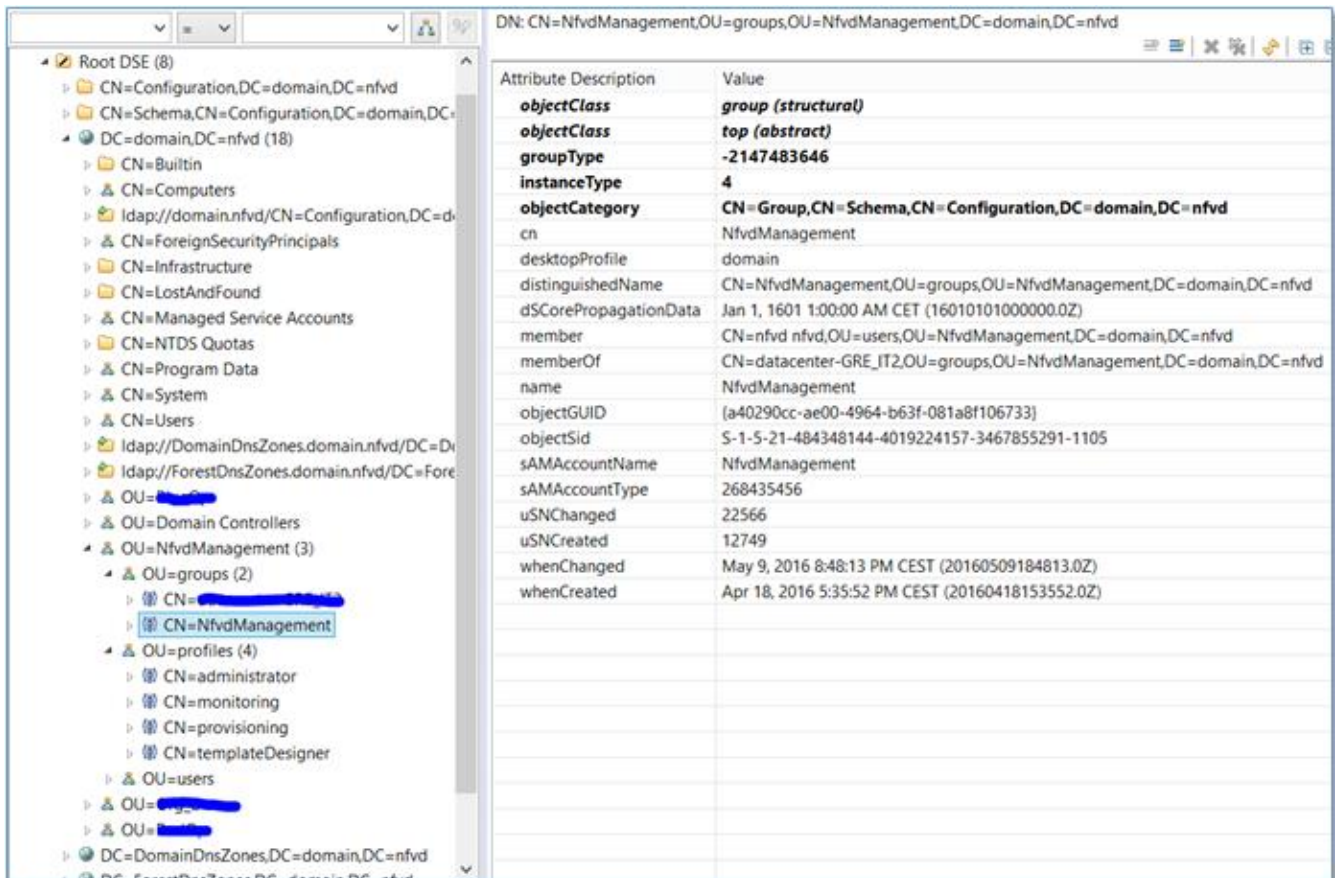 =
DN: CN=NfvdManagement,OU=groups,OU=NfvdManagement,DC=domain,DC=nfvd
Root DSE (8)
CN=Configuration,DC=domain,DC=nfvd
CN=Schema,CN=Configuration,DC=domain,DC=
DC=domain,DC=nfvd (18)
CN=Builtin
CN=Computers
ldap://domain.nfvd/CN=Configuration,DC=d
CN=ForeignSecurityPrincipals
CN=Infrastructure
CN=LostAndFound
CN=Managed Service Accounts
CN=NTDS Quotas
CN=Program Data
CN=System
CN=Users
ldap://DomainDnsZones.domain.nfvd/DC=D
ldap://ForestDnsZones.domain.nfvd/DC=Fore
OU=
OU=Domain Controllers
OU=NfvdManagement (3)
OU=groups (2)
CN=
CN=NfvdManagement
OU=profiles (4)
CN=administrator
CN=monitoring
CN=provisioning
CN=templateDesigner
OU=users
OU=
OU=
DC=DomainDnsZones,DC=domain,DC=nfvd
Attribute Description Value
objectClass group (structural)
objectClass top (abstract)
groupType -2147483646
instanceType 4
objectCategory CN=Group,CN=Schema,CN=Configuration,DC=domain,DC=nfvd
cn NfvdManagement
desktopProfile domain
distinguishedName CN=NfvdManagement,OU=groups,OU=NfvdManagement,DC=domain,DC=nfvd
dSCorePropagationData Jan 1, 1601 1:00:00 AM CET (16010101000000.0Z)
member CN=nfvd nfvd,OU=users,OU=NfvdManagement,DC=domain,DC=nfvd
memberOf CN=datacenter-GRE_IT2,OU=groups,OU=NfvdManagement,DC=domain,DC=nfvd
name NfvdManagement
objectGUID {a40290cc-ae00-4964-b63f-081a8f106733}
objectSid S-1-5-21-484348144-4019224157-3467855291-1105
sAMAccountName NfvdManagement
sAMAccountType 268435456
uSNChanged 22566
uSNCreated 12749
whenChanged May 9, 2016 8:48:13 PM CEST (20160509184813.0Z)
whenCreated Apr 18, 2016 5:35:52 PM CEST (20160418153552.0Z)